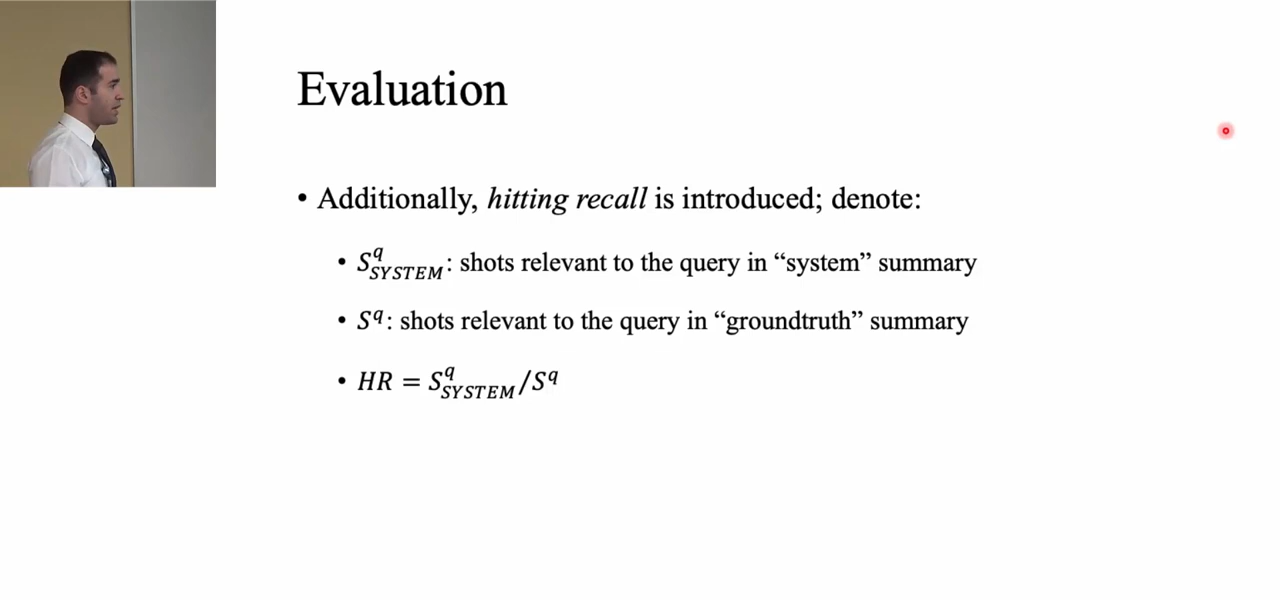 Evaluation
• Additionally, hitting recall is introduced; denote:
• S^q_SYSTEM: shots relevant to the query in “system” summary
• S^q: shots relevant to the query in “groundtruth” summary
• HR = S^q_SYSTEM/S^q